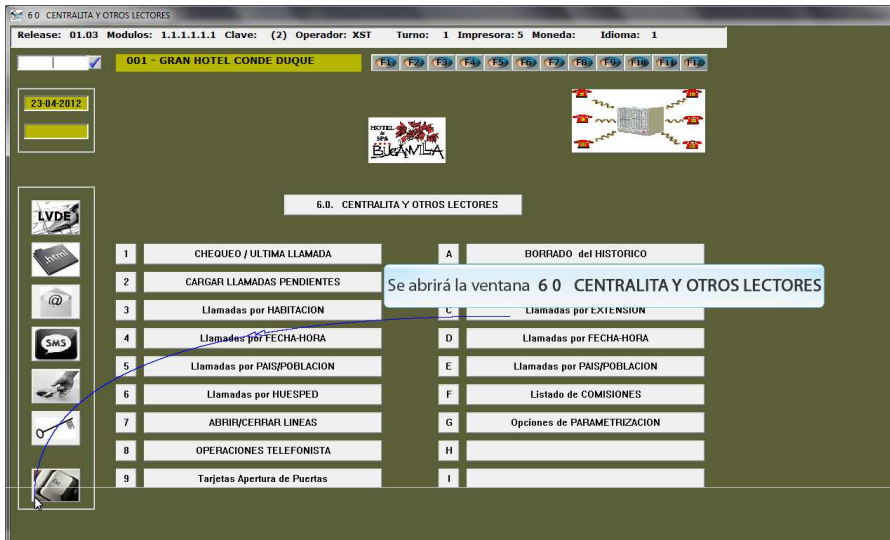 6 0 CENTRALITA Y OTROS LECTORES
Release: 01.03 Modulos: 1.1.1.1.1.1 Clave: (2) Operador: XST Turno: 1 Impresora: 5 Moneda: Idioma: 1
001 - GRAN HOTEL CONDE DUQUE F1 F2 F3 F4 F5 F6 F7 F8 F9 F10 F11 F12
23-04-2012
HOTEL & SPA
BUGANVILLA
6.0. CENTRALITA Y OTROS LECTORES
LVDE
.html
@
SMS
1 CHEQUEO / ULTIMA LLAMADA A BORRADO del HISTORICO
2 CARGAR LLAMADAS PENDIENTES
Se abrirá la ventana 6 0 CENTRALITA Y OTROS LECTORES
3 Llamadas por HABITACION C Llamadas por EXTENSION
4 Llamadas por FECHA-HORA D Llamadas por FECHA-HORA
5 Llamadas por PAIS/POBLACION E Llamadas por PAIS/POBLACION
6 Llamadas por HUESPED F Listado de COMISIONES
7 ABRIR/CERRAR LINEAS G Opciones de PARAMETRIZACION
8 OPERACIONES TELEFONISTA H
9 Tarjetas Apertura de Puertas I
Esc